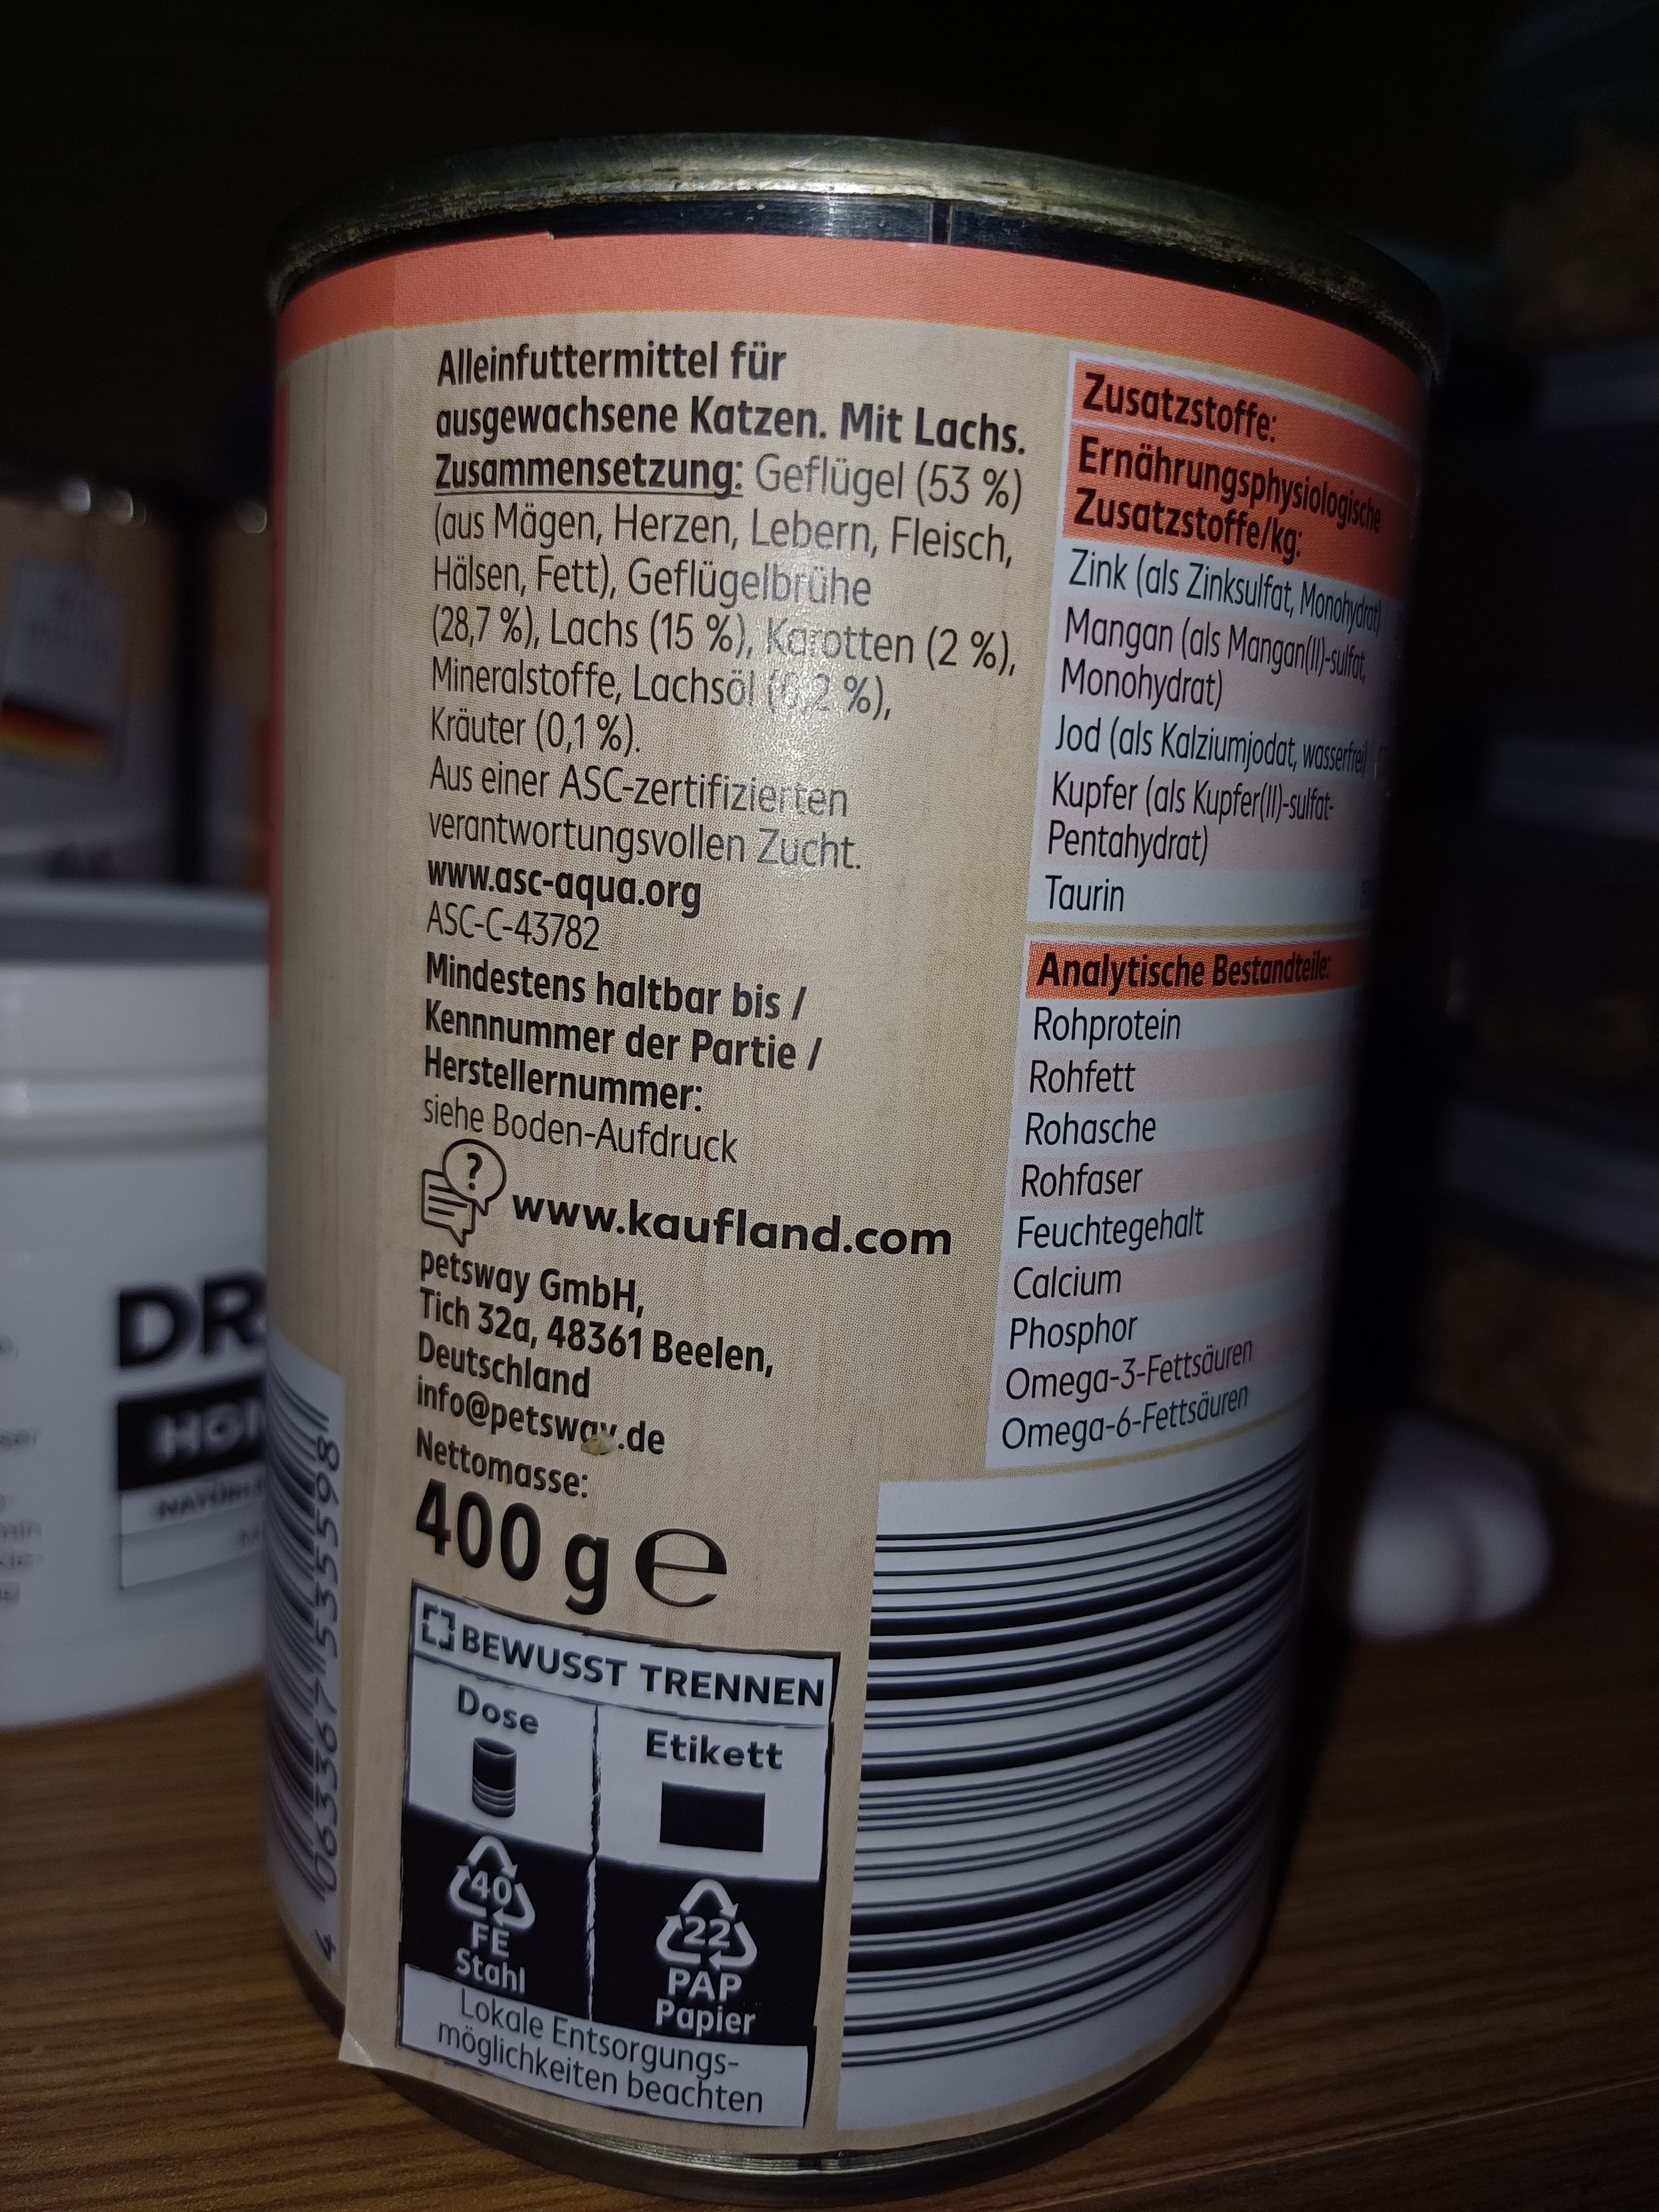 Alleinfuttermittel für
ausgewachsene Katzen. Mit Lachs.
Zusammensetzung: Geflügel (53 %)
(aus Mägen, Herzen, Lebern, Fleisch,
Hälsen, Fett), Geflügelbrühe
(28,7 %), Lachs (15 %), Karotten (2 %),
Mineralstoffe, Lachsöl (0,2 %),
Kräuter (0,1 %).
Aus einer ASC-zertifizierten
verantwortungsvollen Zucht.
www.asc-aqua.org
ASC-C-43782
Mindestens haltbar bis /
Kennnummer der Partie /
Herstellernummer:
siehe Boden-Aufdruck
?
www.kaufland.com
petsway GmbH,
Tich 32a, 48361 Beelen,
Deutschland
info@petsway.de
Nettomasse:
400 g e
BEWUSST TRENNEN
Dose
Etikett
40
FE
Stahl
22
PAP
Papier
Lokale Entsorgungs-
möglichkeiten beachten
Zusatzstoffe:
Ernährungsphysiologische
Zusatzstoffe/kg:
Zink (als Zinksulfat, Monohydrat)
Mangan (als Mangan(II)-sulfat,
Monohydrat)
Jod (als Kalziumjodat, wasserfrei)
Kupfer (als Kupfer(II)-sulfat-
Pentahydrat)
Taurin
Analytische Bestandteile:
Rohprotein
Rohfett
Rohasche
Rohfaser
Feuchtegehalt
Calcium
Phosphor
Omega-3-Fettsäuren
Omega-6-Fettsäuren
DR